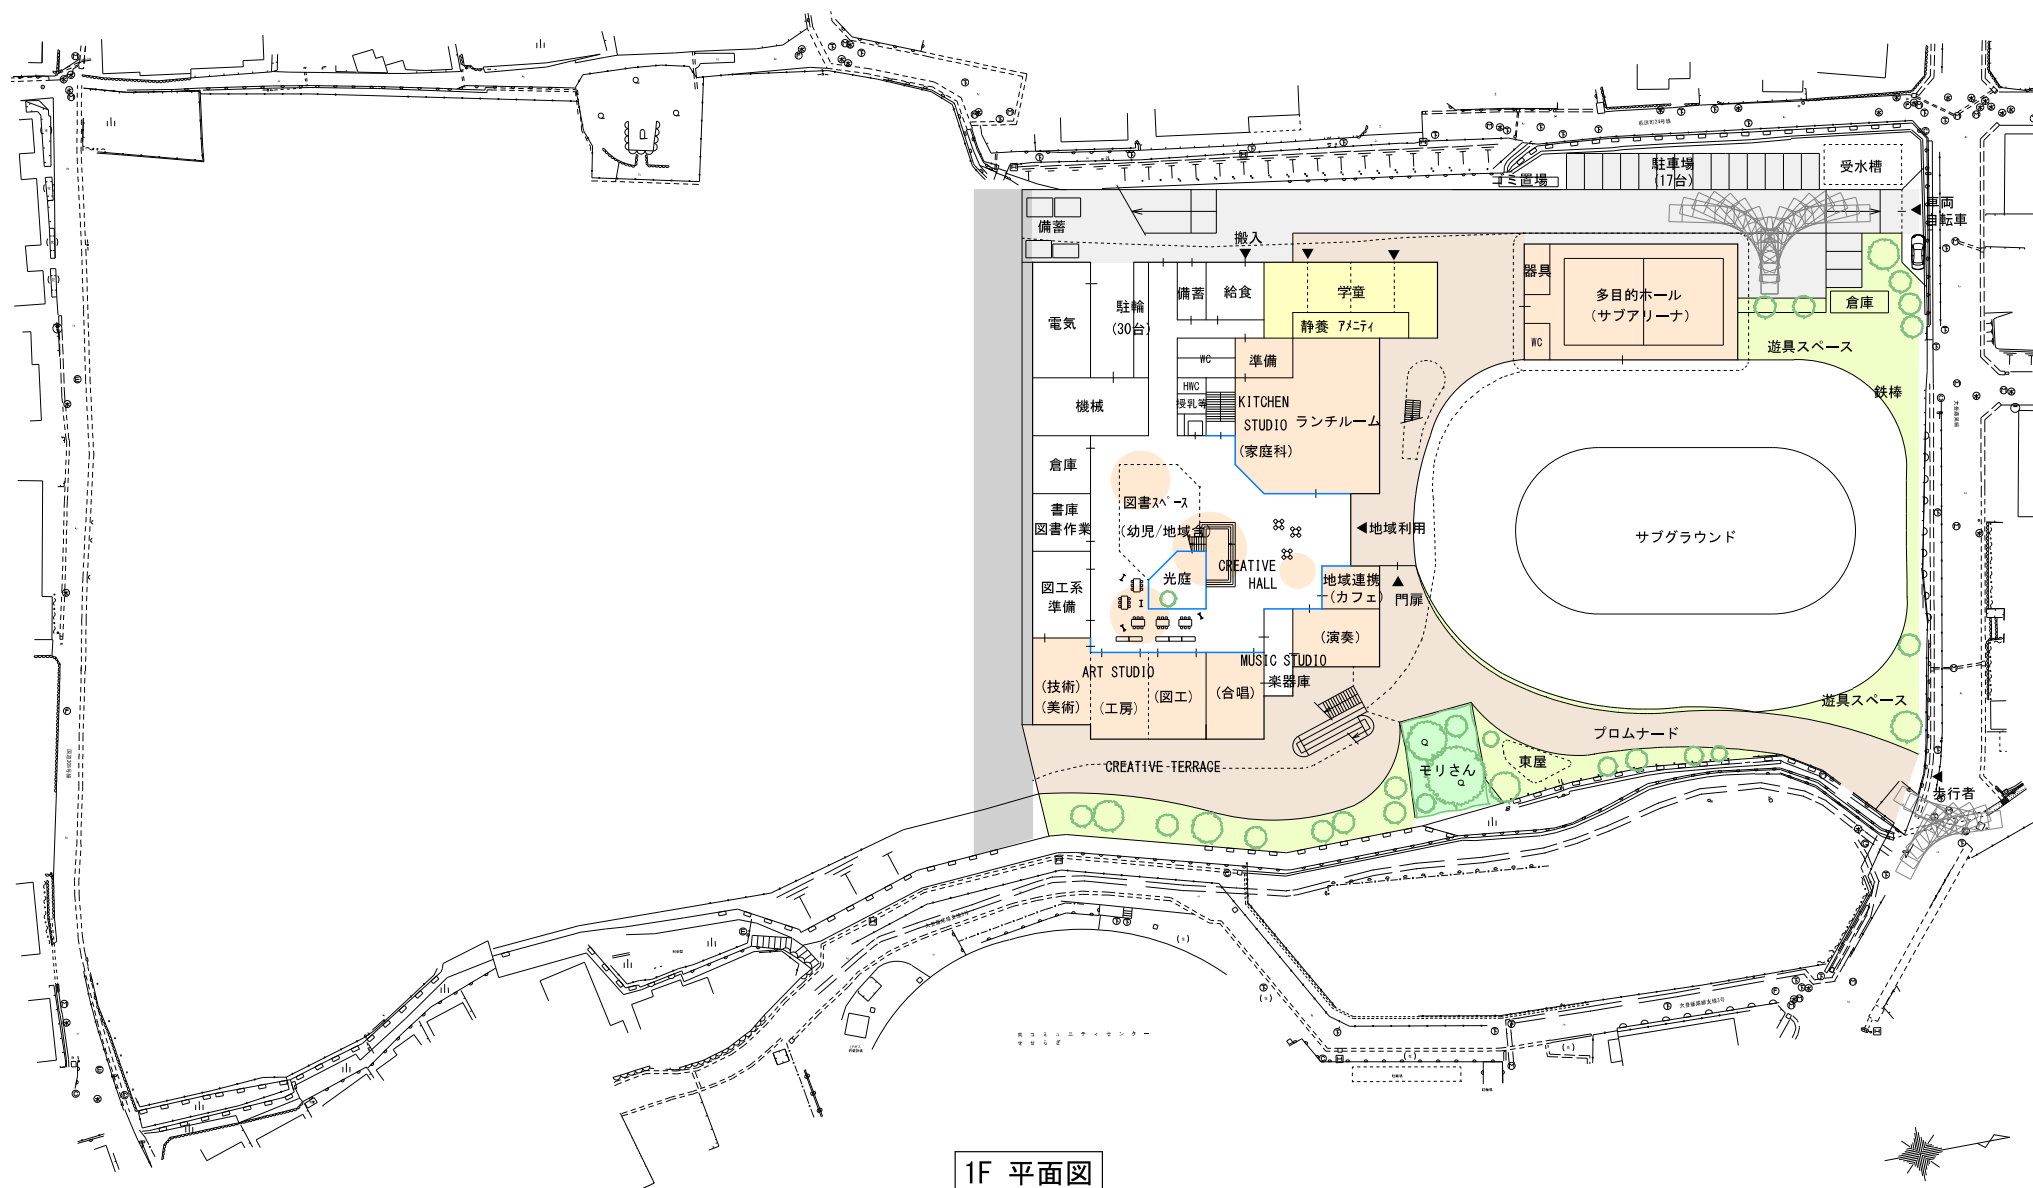 ゴミ置場
駐車場
(17台)
受水槽
車両
自転車
備蓄
搬入
電気
駐輪
(30台)
備蓄
給食
学童
静養 アメニティ
器具
多目的ホール
(サブアリーナ)
WC
倉庫
遊具スペース
鉄棒
WC
準備
HWC
授乳等
機械
KITCHEN
STUDIO
(家庭科)
ランチルーム
倉庫
書庫
図書作業
図書スペース
(幼児/地域含)
地域利用
サブグラウンド
図工系
準備
光庭
CREATIVE
HALL
地域連携
(カフェ)
門扉
(演奏)
MUSIC STUDIO
楽器庫
ART STUDIO
(技術)
(美術)
(工房)
(図工)
(合唱)
遊具スペース
プロムナード
東屋
モリさん
CREATIVE TERRACE
歩行者
1F 平面図